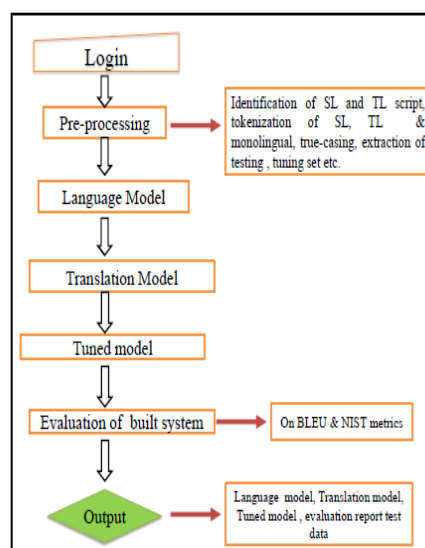 Login
Pre-processing
Identification of SL and TL script,
tokenization of SL, TL &
monolingual, true-casing, extraction of
testing , tuning set etc.
Language Model
Translation Model
Tuned model
Evaluation of built system
On BLEU & NIST metrics
Output
Language model, Translation model,
Tuned model , evaluation report test
data